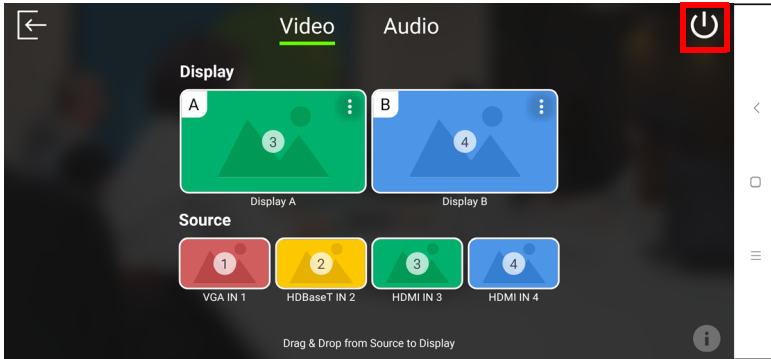 Video Audio
Display
A B
3 4
Display A Display B
Source
1 2 3 4
VGA IN 1 HDBaseT IN 2 HDMI IN 3 HDMI IN 4
Drag & Drop from Source to Display